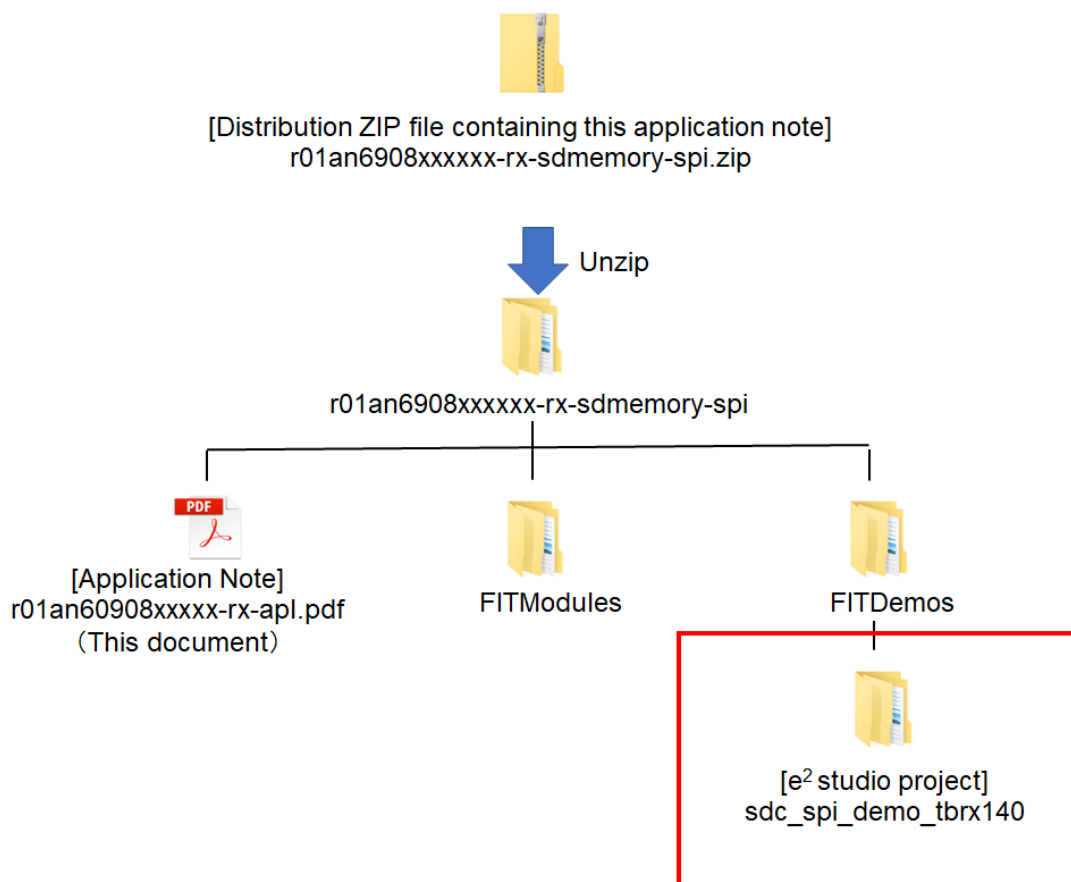 [Distribution ZIP file containing this application note]
r01an6908xxxxxx-rx-sdmemory-spi.zip
Unzip
r01an6908xxxxxx-rx-sdmemory-spi
PDF
[Application Note]
r01an60908xxxxx-rx-apl.pdf
（This document）
FITModules
FITDemos
[e² studio project]
sdc_spi_demo_tbrx140